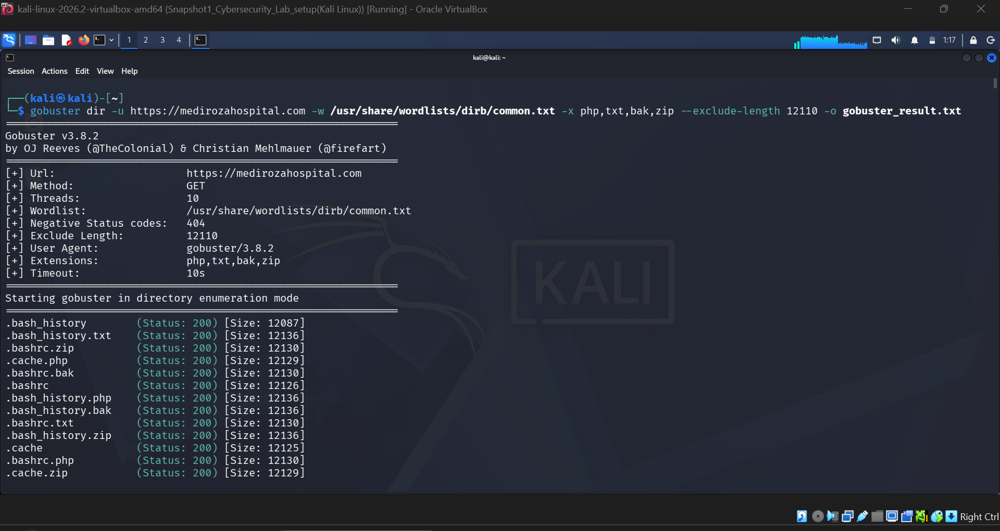 kali-linux-2026.2-virtualbox-amd64 (Snapshot1_Cybersecurity_Lab_setup(Kali Linux)) [Running] - Oracle VirtualBox
1 2 3 4 1:17
kali@kali: ~
Session Actions Edit View Help
┌──(kali㉿kali)-[~]
└─$ gobuster dir -u https://medirozahospital.com -w /usr/share/wordlists/dirb/common.txt -x php,txt,bak,zip --exclude-length 12110 -o gobuster_result.txt
===============================================================
Gobuster v3.8.2
by OJ Reeves (@TheColonial) & Christian Mehlmauer (@firefart)
===============================================================
[+] Url: https://medirozahospital.com
[+] Method: GET
[+] Threads: 10
[+] Wordlist: /usr/share/wordlists/dirb/common.txt
[+] Negative Status codes: 404
[+] Exclude Length: 12110
[+] User Agent: gobuster/3.8.2
[+] Extensions: php,txt,bak,zip
[+] Timeout: 10s
===============================================================
Starting gobuster in directory enumeration mode
===============================================================
.bash_history (Status: 200) [Size: 12087]
.bash_history.txt (Status: 200) [Size: 12136]
.bashrc.zip (Status: 200) [Size: 12130]
.cache.php (Status: 200) [Size: 12129]
.bashrc.bak (Status: 200) [Size: 12130]
.bashrc (Status: 200) [Size: 12126]
.bash_history.php (Status: 200) [Size: 12136]
.bash_history.bak (Status: 200) [Size: 12136]
.bashrc.txt (Status: 200) [Size: 12130]
.bash_history.zip (Status: 200) [Size: 12136]
.cache (Status: 200) [Size: 12125]
.bashrc.php (Status: 200) [Size: 12130]
.cache.zip (Status: 200) [Size: 12129]
KALI
Right Ctrl